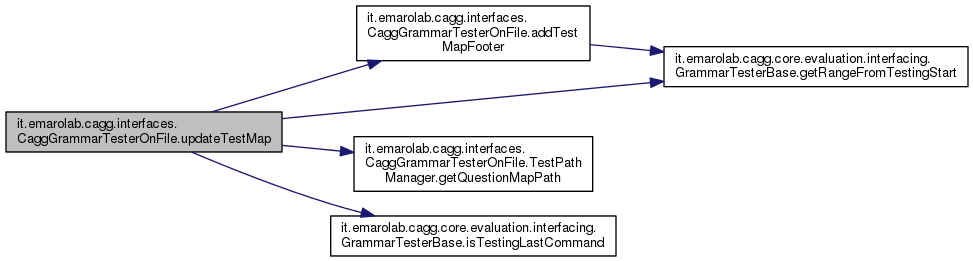 it.emarolab.cagg.interfaces.
CaggGrammarTesterOnFile.updateTestMap
it.emarolab.cagg.interfaces.
CaggGrammarTesterOnFile.addTest
MapFooter
it.emarolab.cagg.core.evaluation.interfacing.
GrammarTesterBase.getRangeFromTestingStart
it.emarolab.cagg.interfaces.
CaggGrammarTesterOnFile.TestPath
Manager.getQuestionMapPath
it.emarolab.cagg.core.evaluation.interfacing.
GrammarTesterBase.isTestingLastCommand